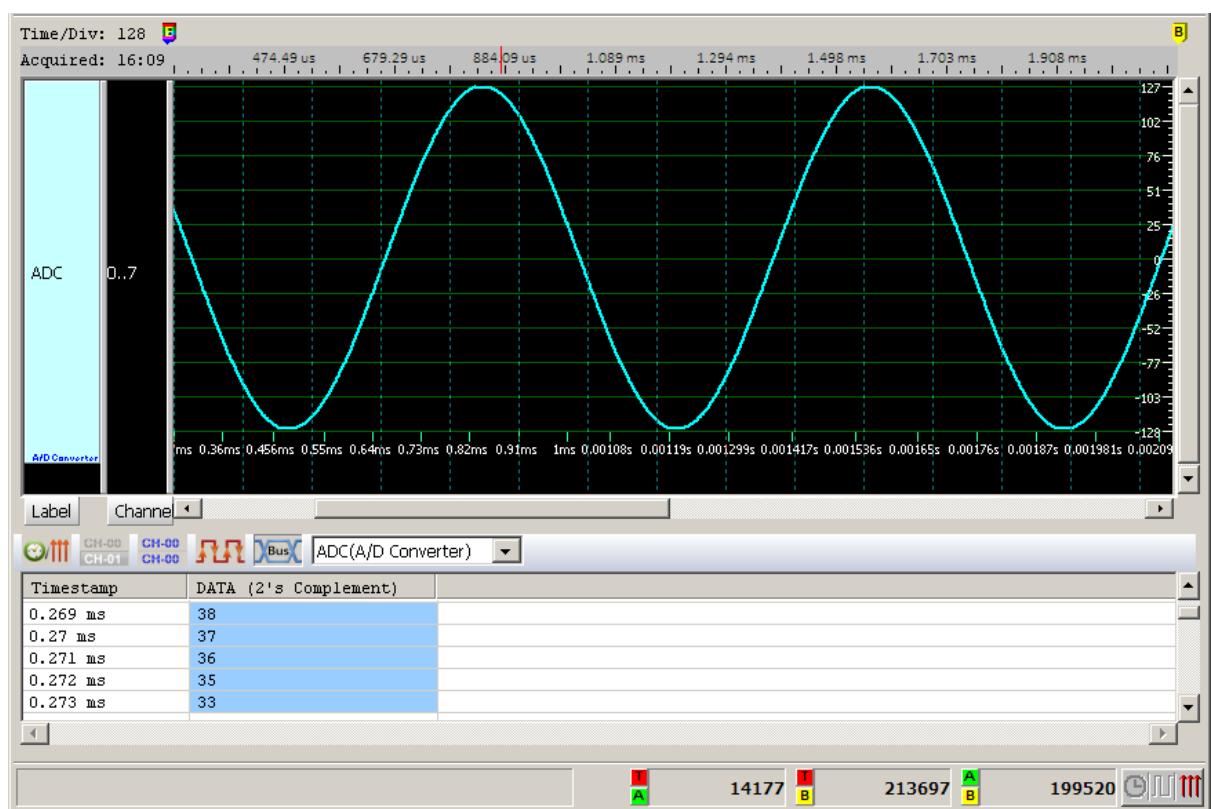 Time/Div: 128
B
Acquired: 16:09
474.49 us 679.29 us 884.09 us 1.089 ms 1.294 ms 1.498 ms 1.703 ms 1.908 ms
127
102
76
51
25
ADC 0..7 0
-26
-52
-77
-103
-128
A/D Converter
ms 0.36ms 0.456ms 0.55ms 0.64ms 0.73ms 0.82ms 0.91ms 1ms 0.00108s 0.00119s 0.001299s 0.001417s 0.001536s 0.00165s 0.00176s 0.00187s 0.001981s 0.00209
Label Channe
CH-00 CH-00 Bus ADC(A/D Converter)
CH-01 CH-00
Timestamp DATA (2's Complement)
0.269 ms 38
0.27 ms 37
0.271 ms 36
0.272 ms 35
0.273 ms 33
T A 14177 T B 213697 A B 199520